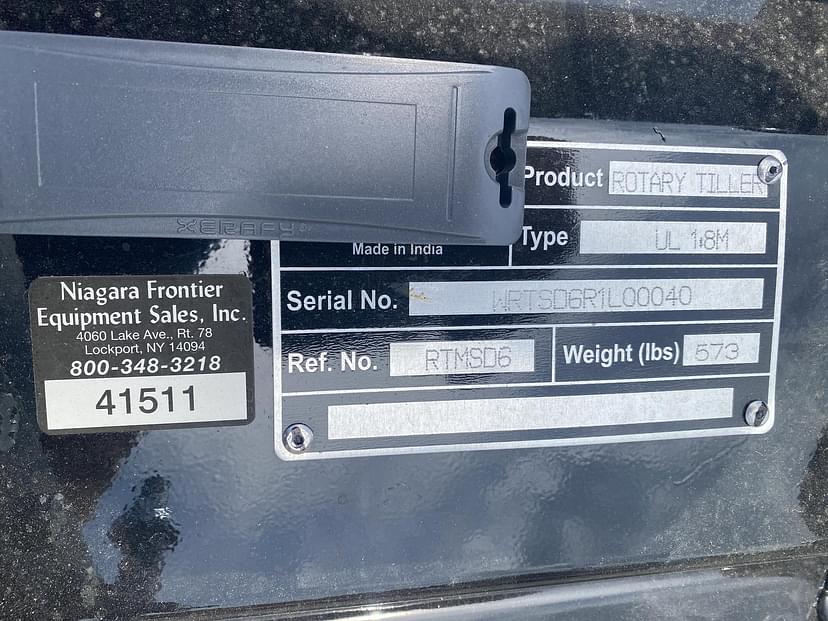 XERAFY
Product ROTARY TILLER
Type UL 1.8M
Made in India
Serial No. WRTSD6R1L00040
Ref. No. RTMSD6 Weight (lbs) 573
Niagara Frontier
Equipment Sales, Inc.
4060 Lake Ave., Rt. 78
Lockport, NY 14094
800-348-3218
41511